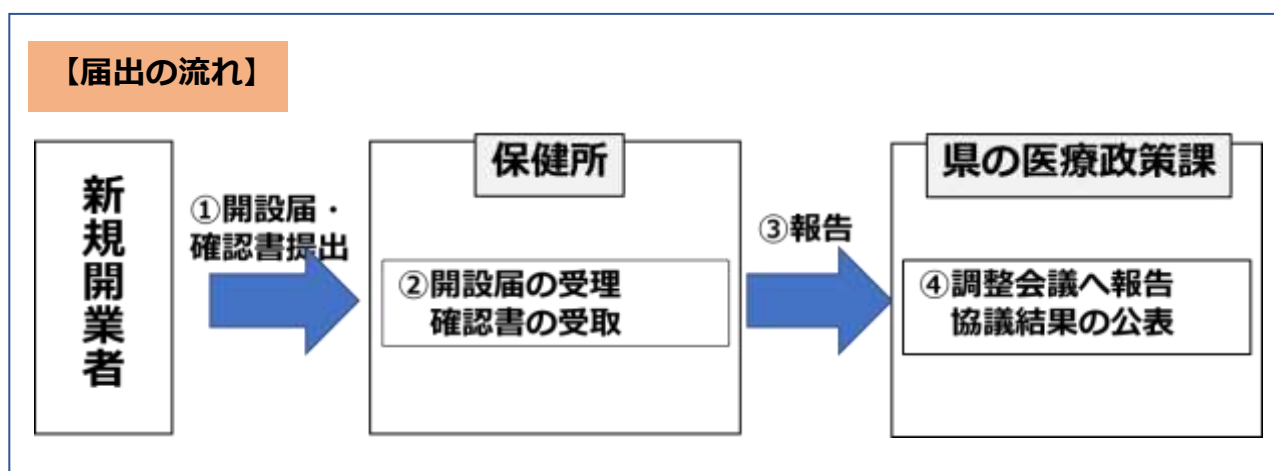 【届出の流れ】
新規開業者
①開設届・
確認書提出
保健所
②開設届の受理
確認書の受取
③報告
県の医療政策課
④調整会議へ報告
協議結果の公表